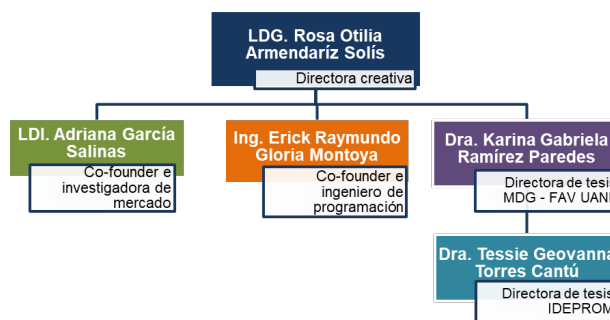 LDG. Rosa Otilia
Armendaríz Solís
Directora creativa
LDI. Adriana García
Salinas
Co-founder e
investigadora de
mercado
Ing. Erick Raymundo
Gloria Montoya
Co-founder e
ingeniero de
programación
Dra. Karina Gabriela
Ramírez Paredes
Directora de tesis
MDG - FAV
Dra. Tessie Geovanna
Torres Cantú
Directora de tesis
IDEPROM